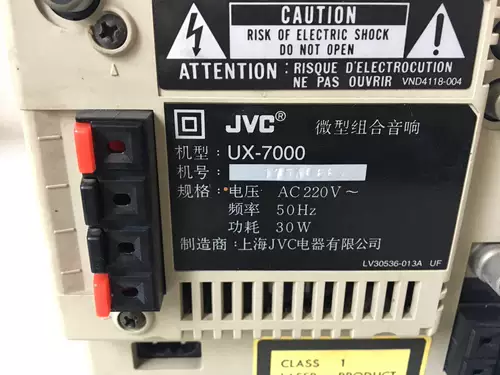 CAUTION
RISK OF ELECTRIC SHOCK
DO NOT OPEN
ATTENTION : RISQUE D'ELECTROCUTION
NE PAS OUVRIR VND4118-004
JVC® 微型组合音响
机型: UX-7000
机号:
规格: 电压 AC220V～
频率 50Hz
功耗 30W
制造商:上海JVC电器有限公司
LV30536-013A UF
CLASS 1
LASER PRODUCT